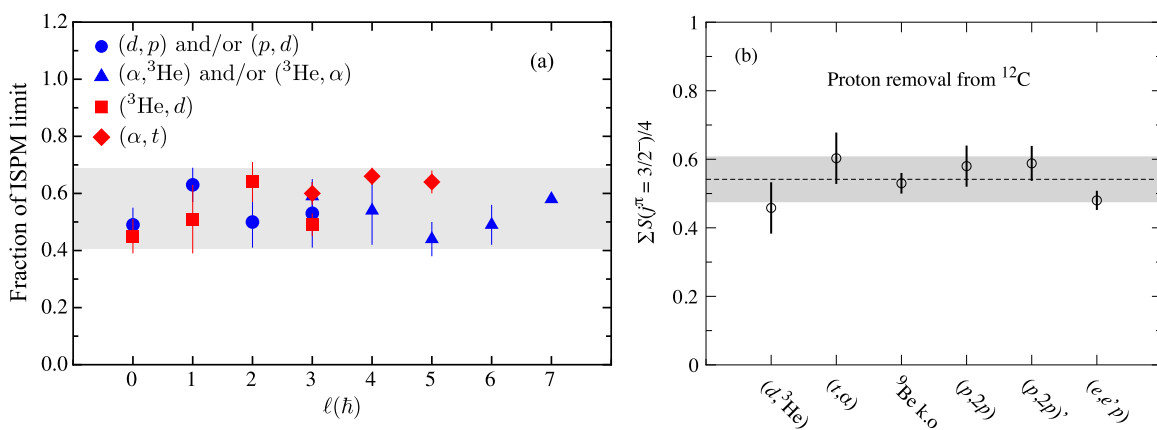 1.2
1.0
0.8
0.6
0.4
0.2
0.0
Fraction of ISPM limit
(d, p) and/or (p, d)
(α,³He) and/or (³He, α)
(³He, d)
(α, t)
(a)
0 1 2 3 4 5 6 7
ℓ(ħ)
1
0.8
0.6
0.4
0.2
0
ΣS(jᵖ = 3/2⁻)/4
(b)
Proton removal from ¹²C
(d,³He)
(t,α)
⁹Be k.o
(p,2p)
(p,2p)'
(e,e'p)